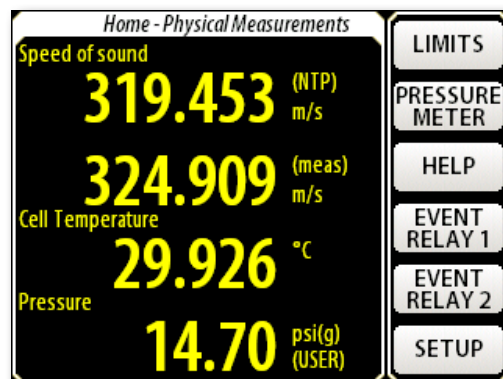 Home - Physical Measurements
Speed of sound
319.453 (NTP) m/s
324.909 (meas) m/s
Cell Temperature
29.926 °C
Pressure
14.70 psi(g) (USER)
LIMITS
PRESSURE
METER
HELP
EVENT
RELAY 1
EVENT
RELAY 2
SETUP